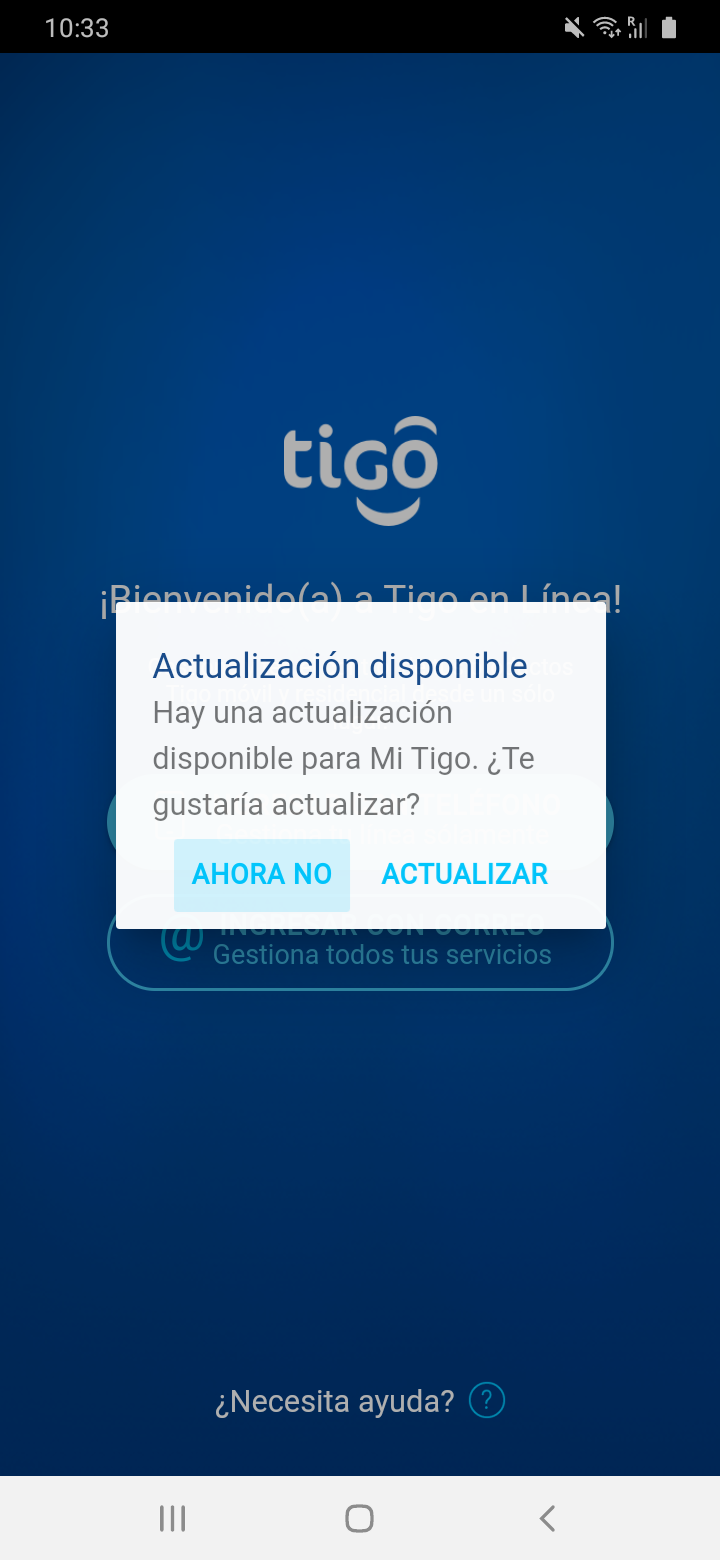 10:33
R
tigo
¡Bienvenido(a) a Tigo en Línea!
Actualización disponible
Hay una actualización
disponible para Mi Tigo. ¿Te
gustaría actualizar?
AHORA NO ACTUALIZAR
@ INGRESAR CON CORREO
Gestiona todos tus servicios
¿Necesita ayuda? ?